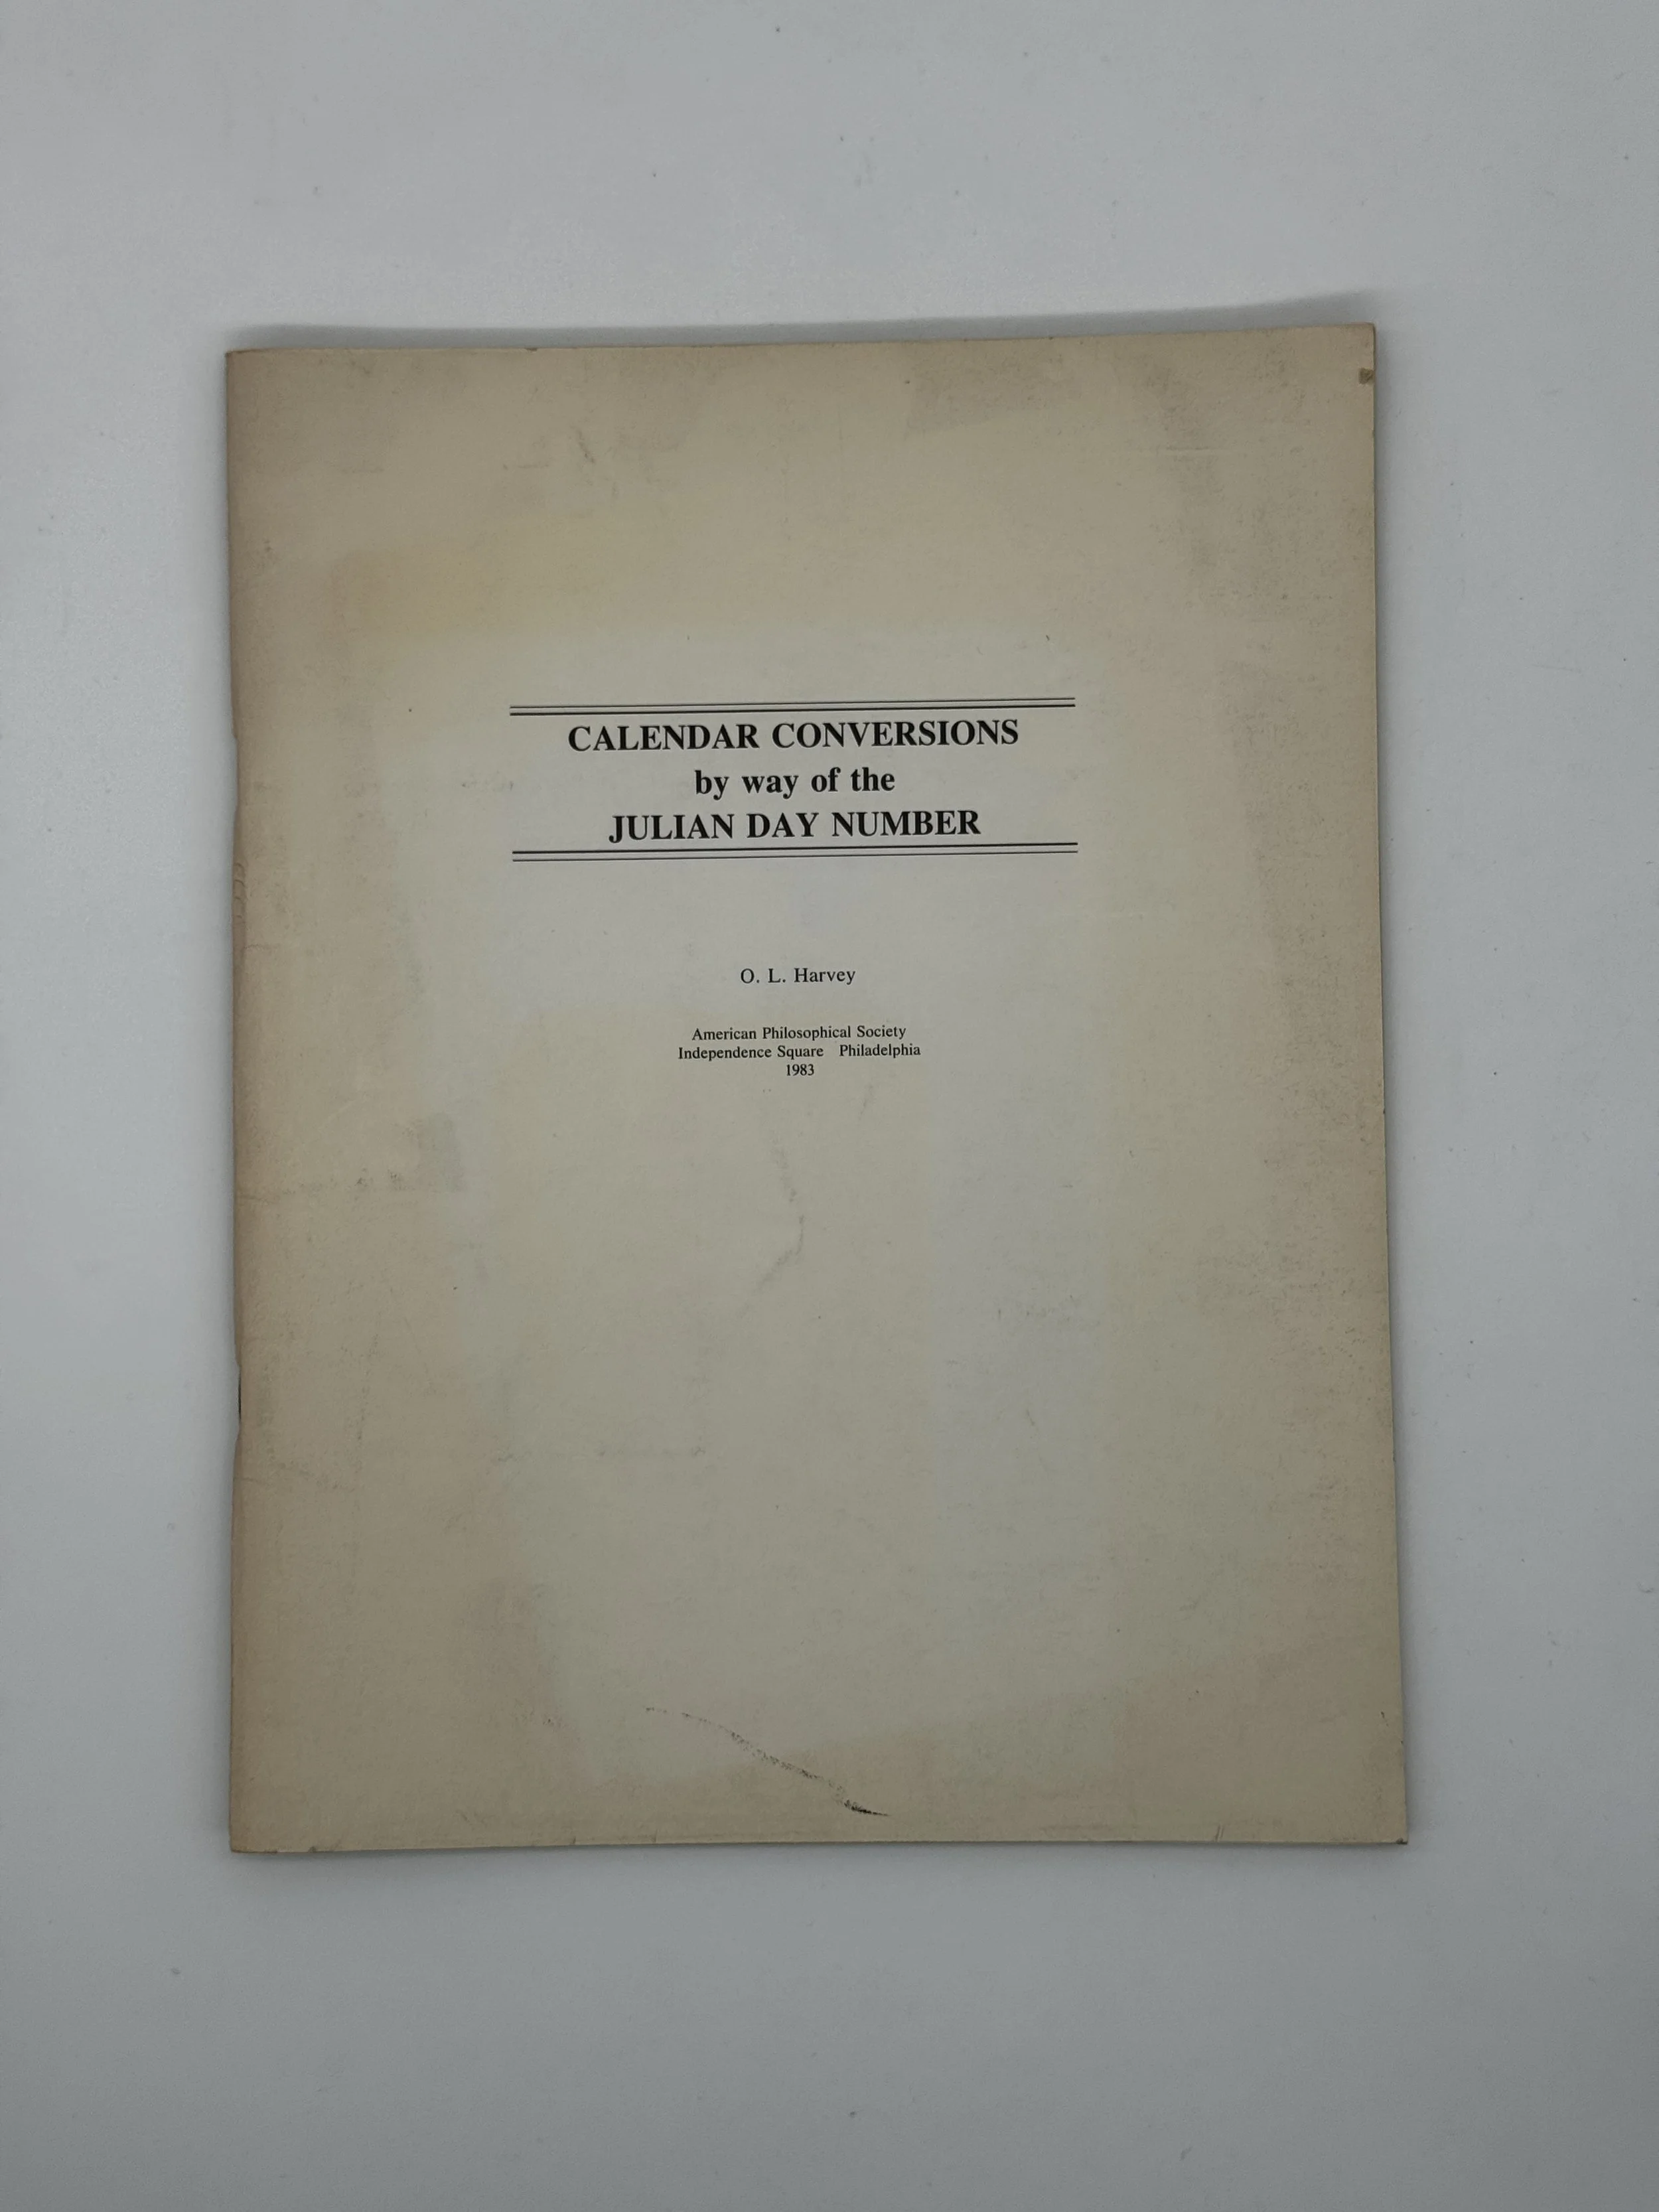 CALENDAR CONVERSIONS
by way of the
JULIAN DAY NUMBER
O. L. Harvey
American Philosophical Society
Independence Square Philadelphia
1983